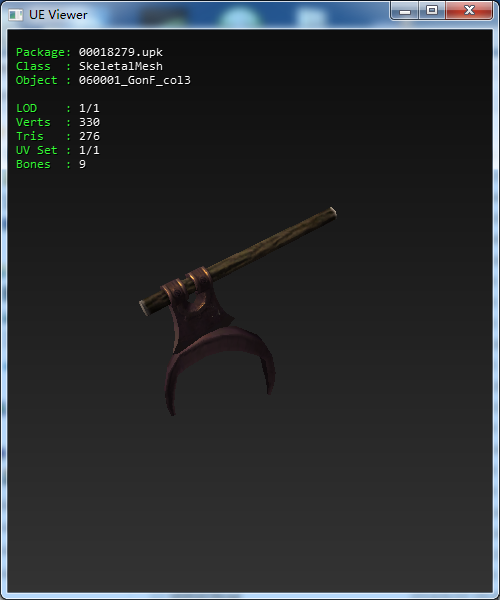 UE Viewer
Package: 00018279.upk
Class : SkeletalMesh
Object : 060001_GonF_col3
LOD : 1/1
Verts : 330
Tris : 276
UV Set : 1/1
Bones : 9